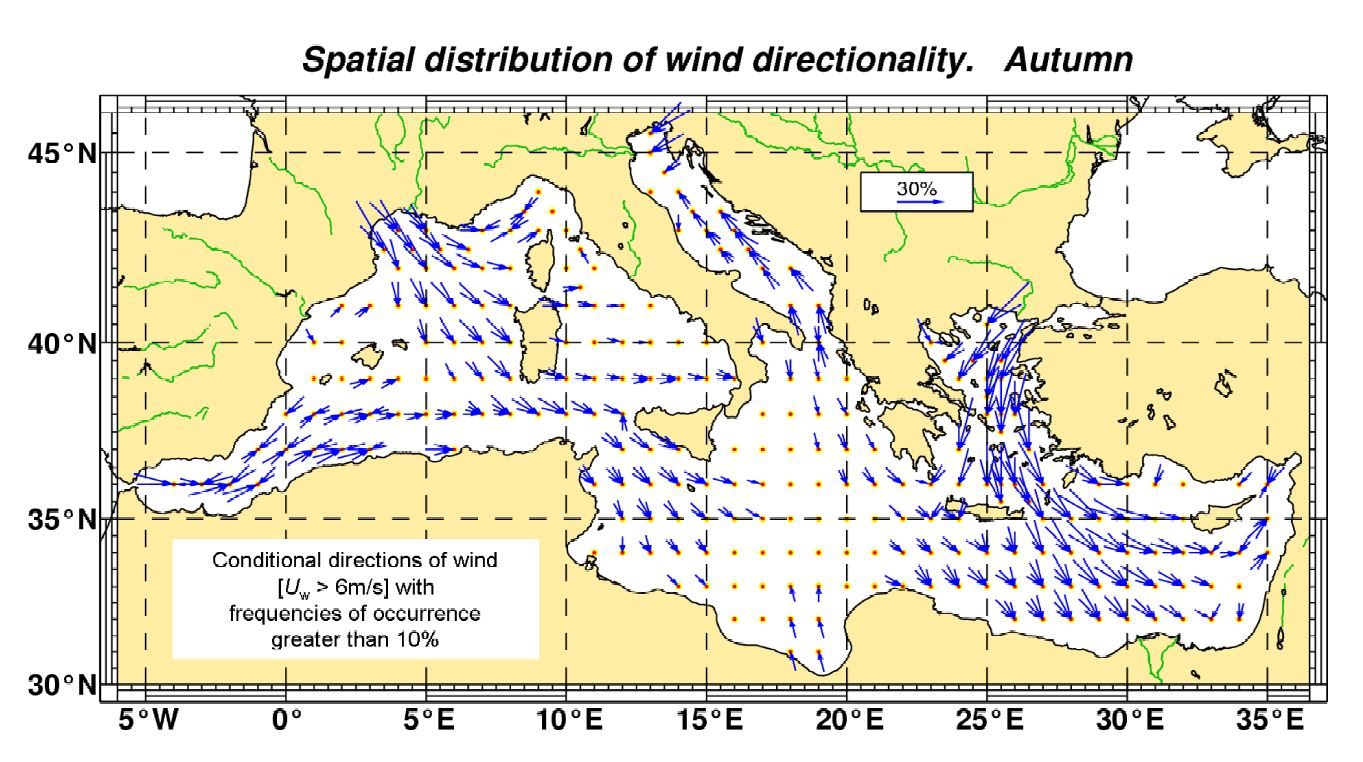 Spatial distribution of wind directionality.   Autumn
45°N
30%
40°N
35°N
Conditional directions of wind
[Uw > 6m/s] with
frequencies of occurrence
greater than 10%
30°N
5°W 0° 5°E 10°E 15°E 20°E 25°E 30°E 35°E